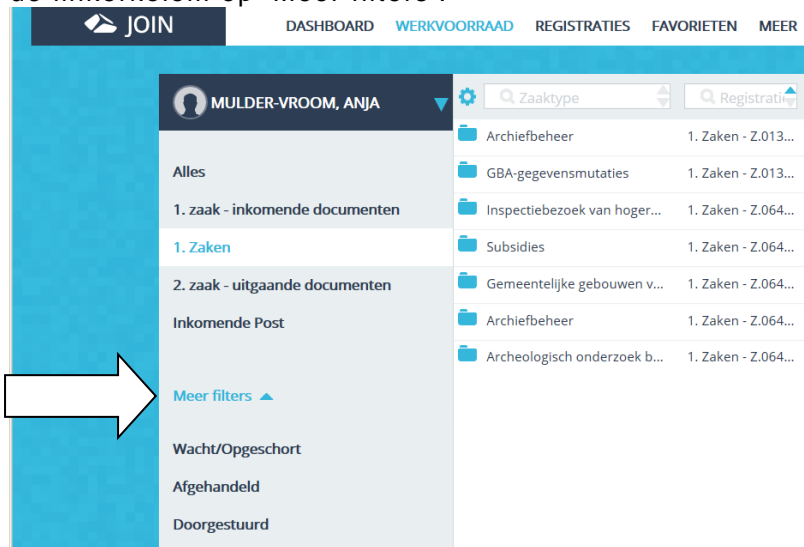 JOIN DASHBOARD WERKVOORRAAD REGISTRATIES FAVORIETEN MEER
MULDER-VROOM, ANJA
Zaaktype Registrati
Alles
1. zaak - inkomende documenten
1. Zaken
2. zaak - uitgaande documenten
Inkomende Post
Meer filters
Wacht/Opgeschort
Afgehandeld
Doorgestuurd
Archiefbeheer 1. Zaken - Z.013...
GBA-gegevensmutaties 1. Zaken - Z.013...
Inspectiebezoek van hoger... 1. Zaken - Z.064...
Subsidies 1. Zaken - Z.064...
Gemeentelijke gebouwen v... 1. Zaken - Z.064...
Archiefbeheer 1. Zaken - Z.064...
Archeologisch onderzoek b... 1. Zaken - Z.064...